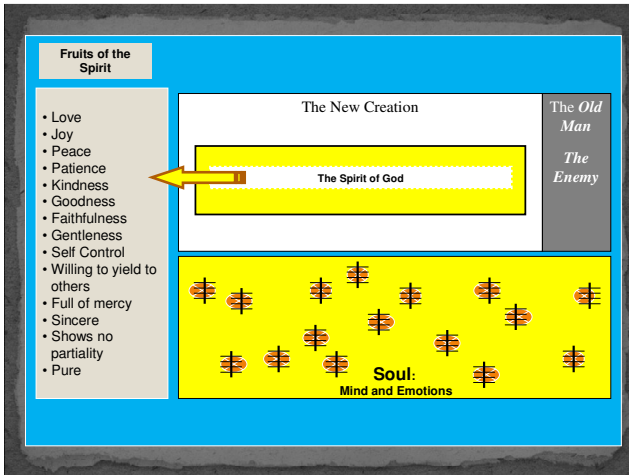 Fruits of the
Spirit
• Love
• Joy
• Peace
• Patience
• Kindness
• Goodness
• Faithfulness
• Gentleness
• Self Control
• Willing to yield to
others
• Full of mercy
• Sincere
• Shows no
partiality
• Pure
The New Creation
The Spirit of God
The Old
Man
The
Enemy
Soul:
Mind and Emotions